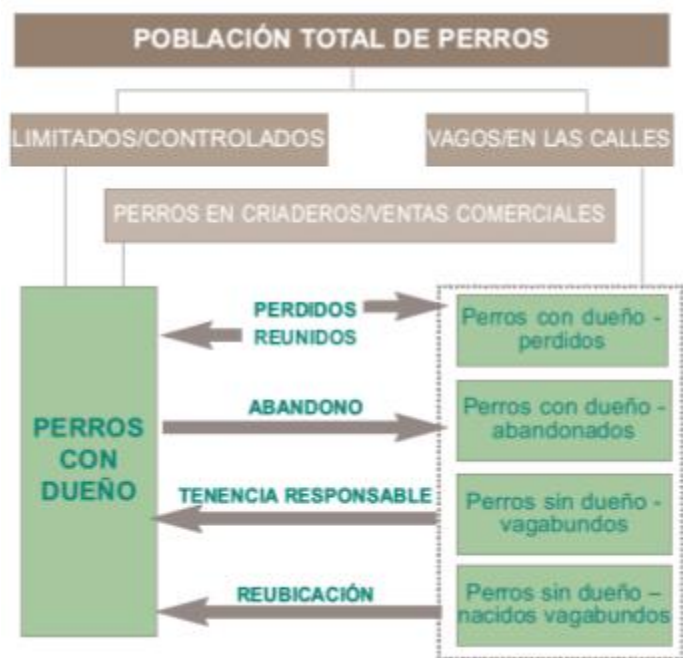 POBLACIÓN TOTAL DE PERROS
LIMITADOS/CONTROLADOS
VAGOS/EN LAS CALLES
PERROS EN CRIADEROS/VENTAS COMERCIALES
PERROS
CON
DUEÑO
PERDIDOS
REUNIDOS
ABANDONO
TENENCIA RESPONSABLE
REUBICACIÓN
Perros con dueño -
perdidos
Perros con dueño -
abandonados
Perros sin dueño -
vagabundos
Perros sin dueño –
nacidos vagabundos